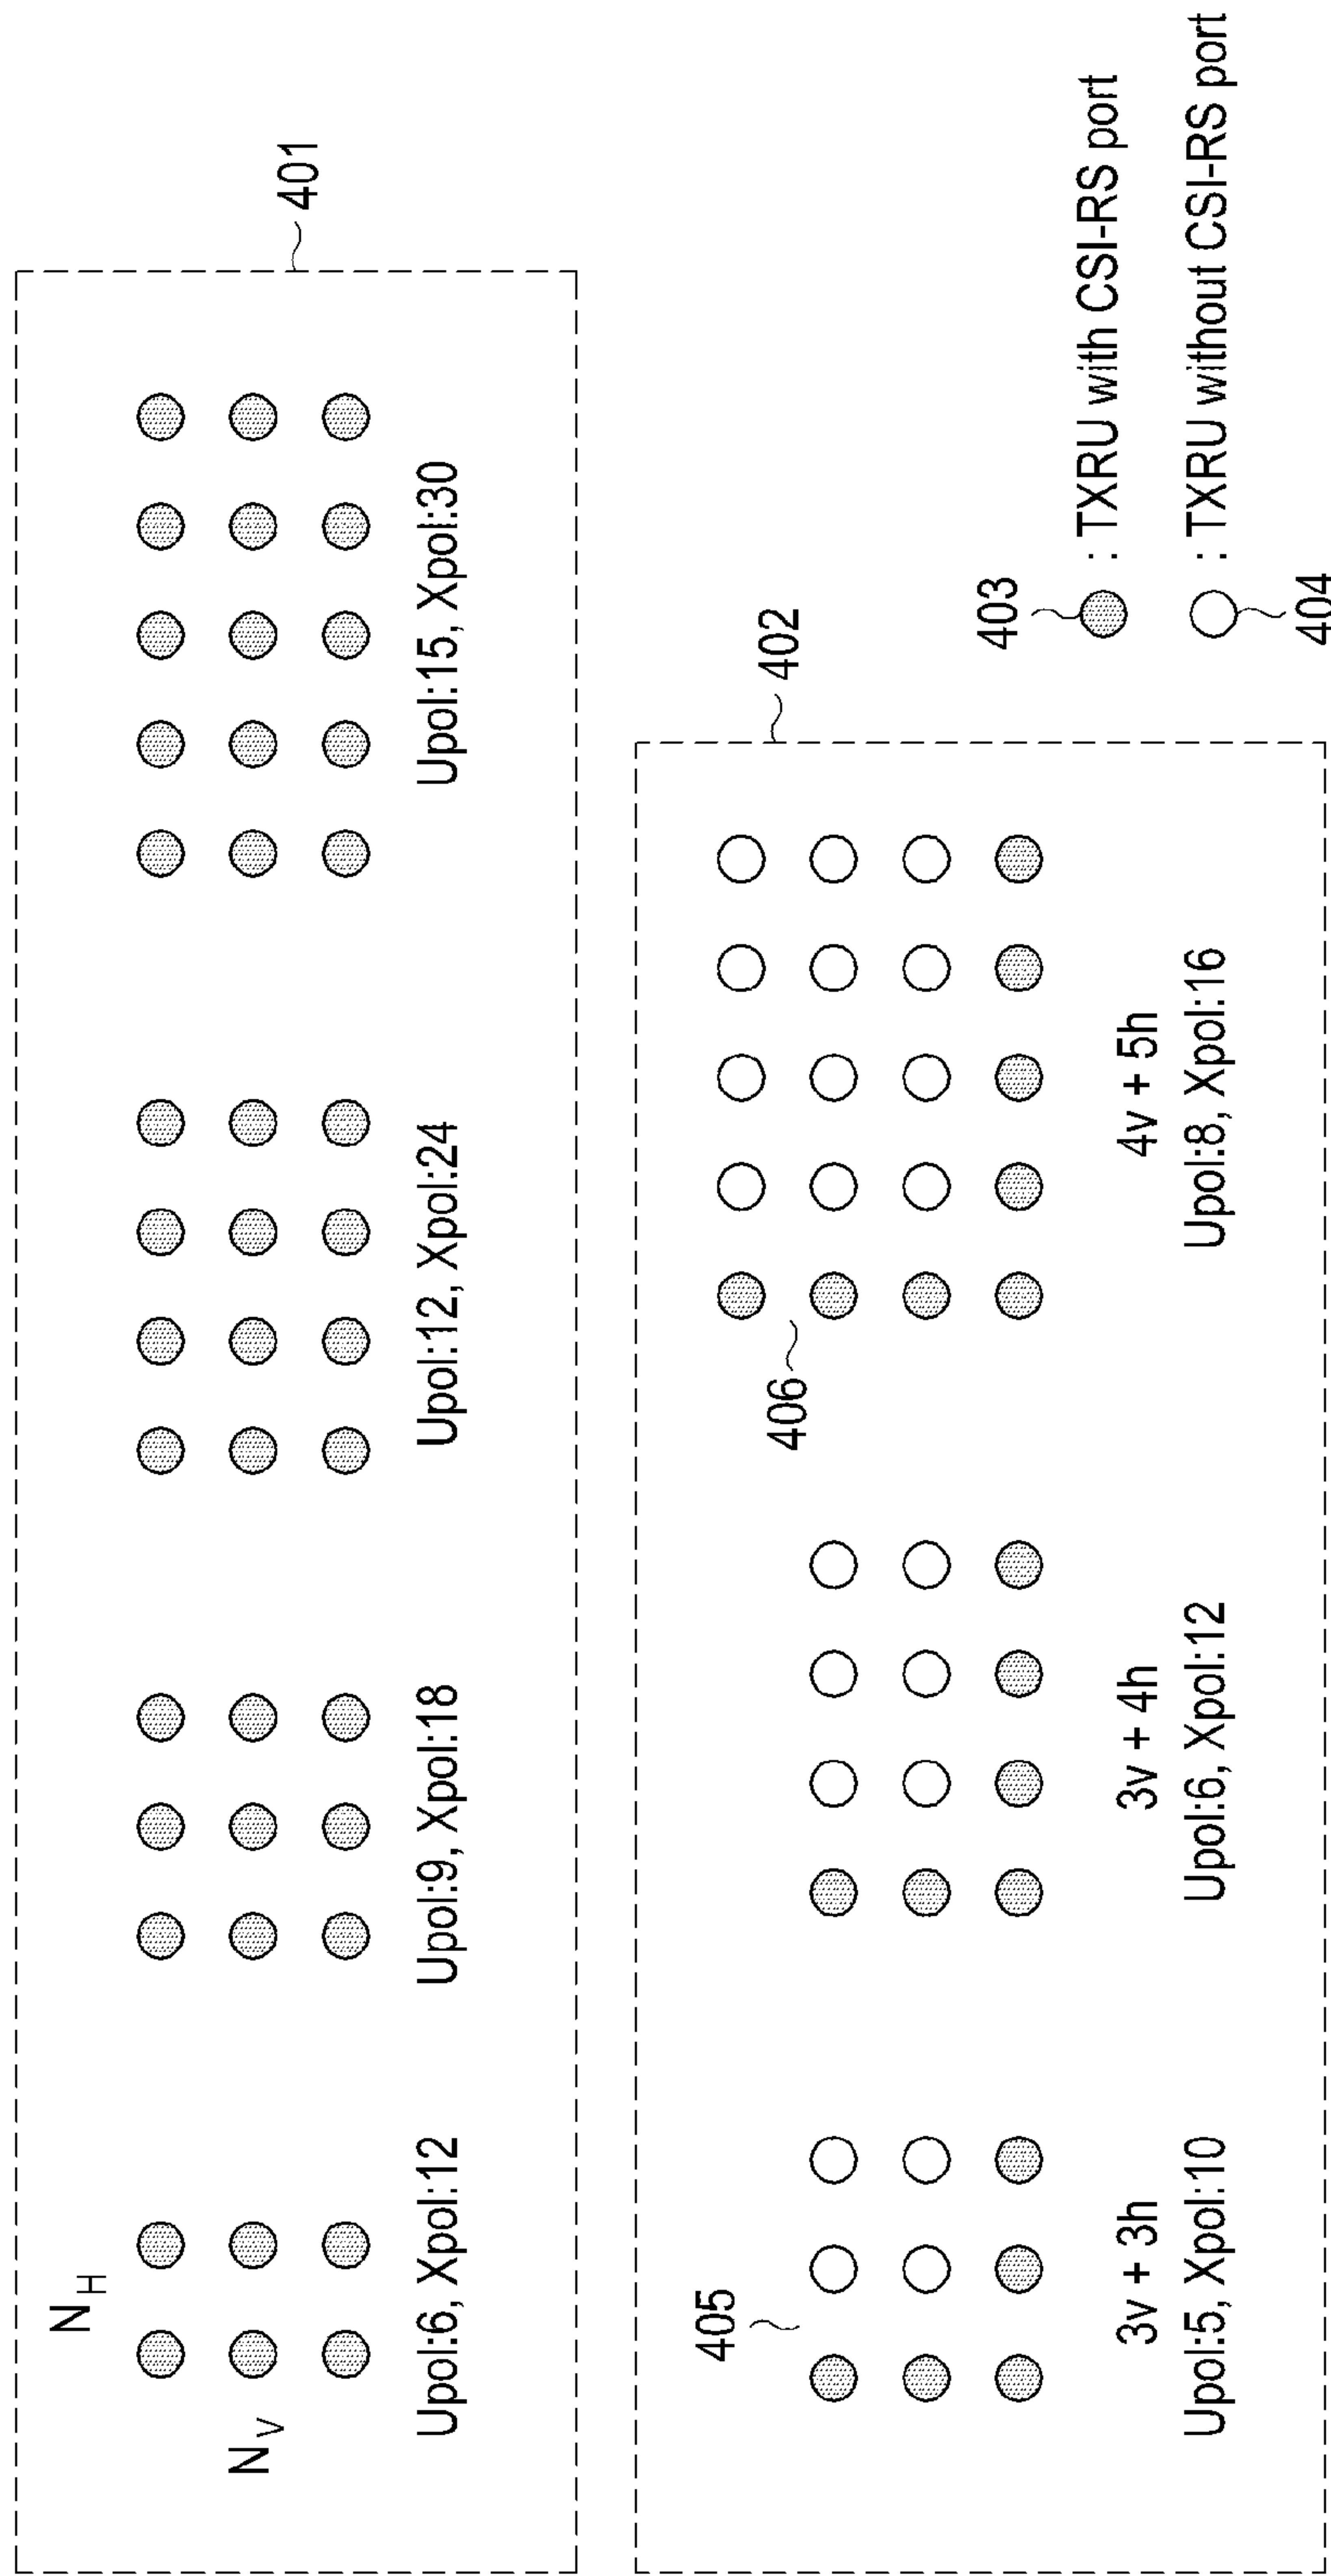 N_H
N_V
Upol:6, Xpol:12
Upol:9, Xpol:18
Upol:12, Xpol:24
Upol:15, Xpol:30
401
402
405
3v + 3h
Upol:5, Xpol:10
3v + 4h
Upol:6, Xpol:12
406
4v + 5h
Upol:8, Xpol:16
403
: TXRU with CSI-RS port
: TXRU without CSI-RS port
404